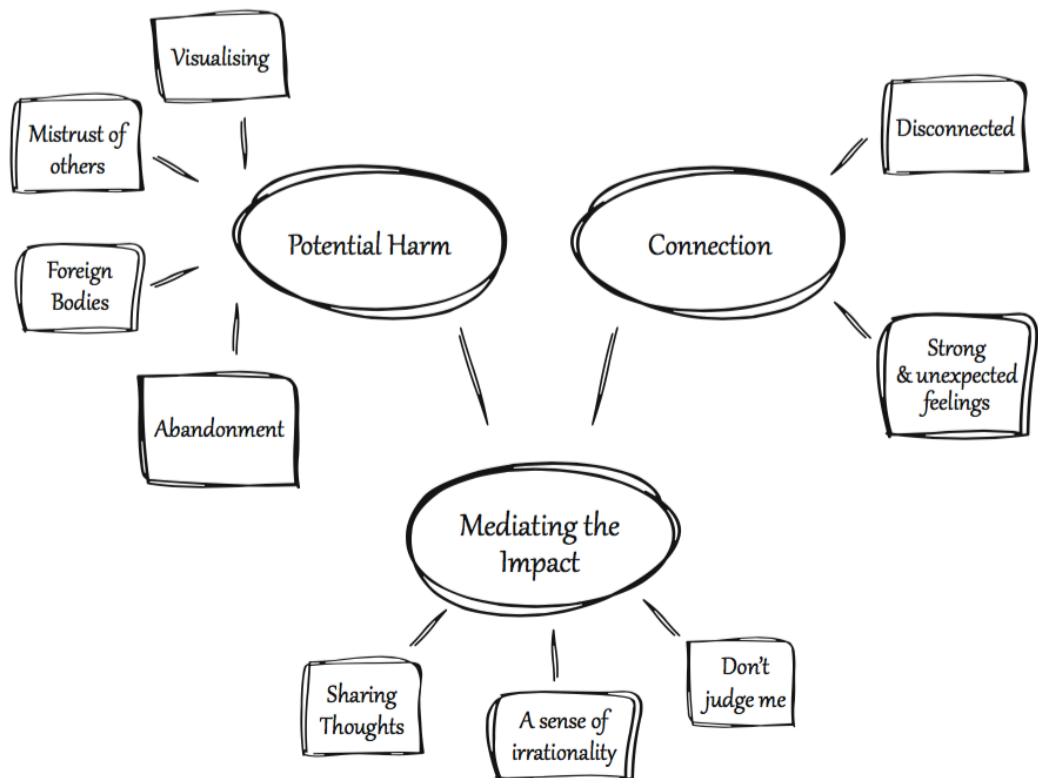 Visualising
Mistrust of
others
Disconnected
Potential Harm
Connection
Foreign
Bodies
Strong
& unexpected
feelings
Abandonment
Mediating the
Impact
Sharing
Thoughts
A sense of
irrationality
Don't
judge me